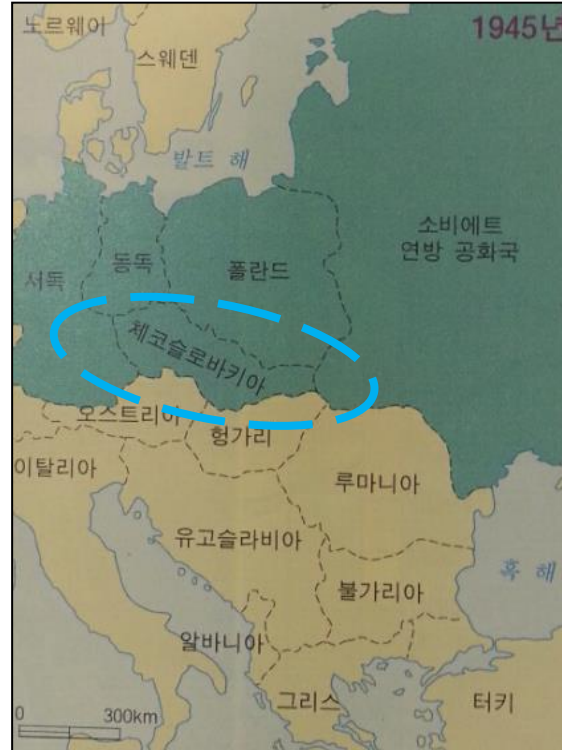 노르웨이
1945년
스웨덴
발트 해
소비에트
연방 공화국
서독
동독
폴란드
체코슬로바키아
오스트리아
헝가리
이탈리아
루마니아
유고슬라비아
흑 해
불가리아
알바니아
그리스
터키
0 300km